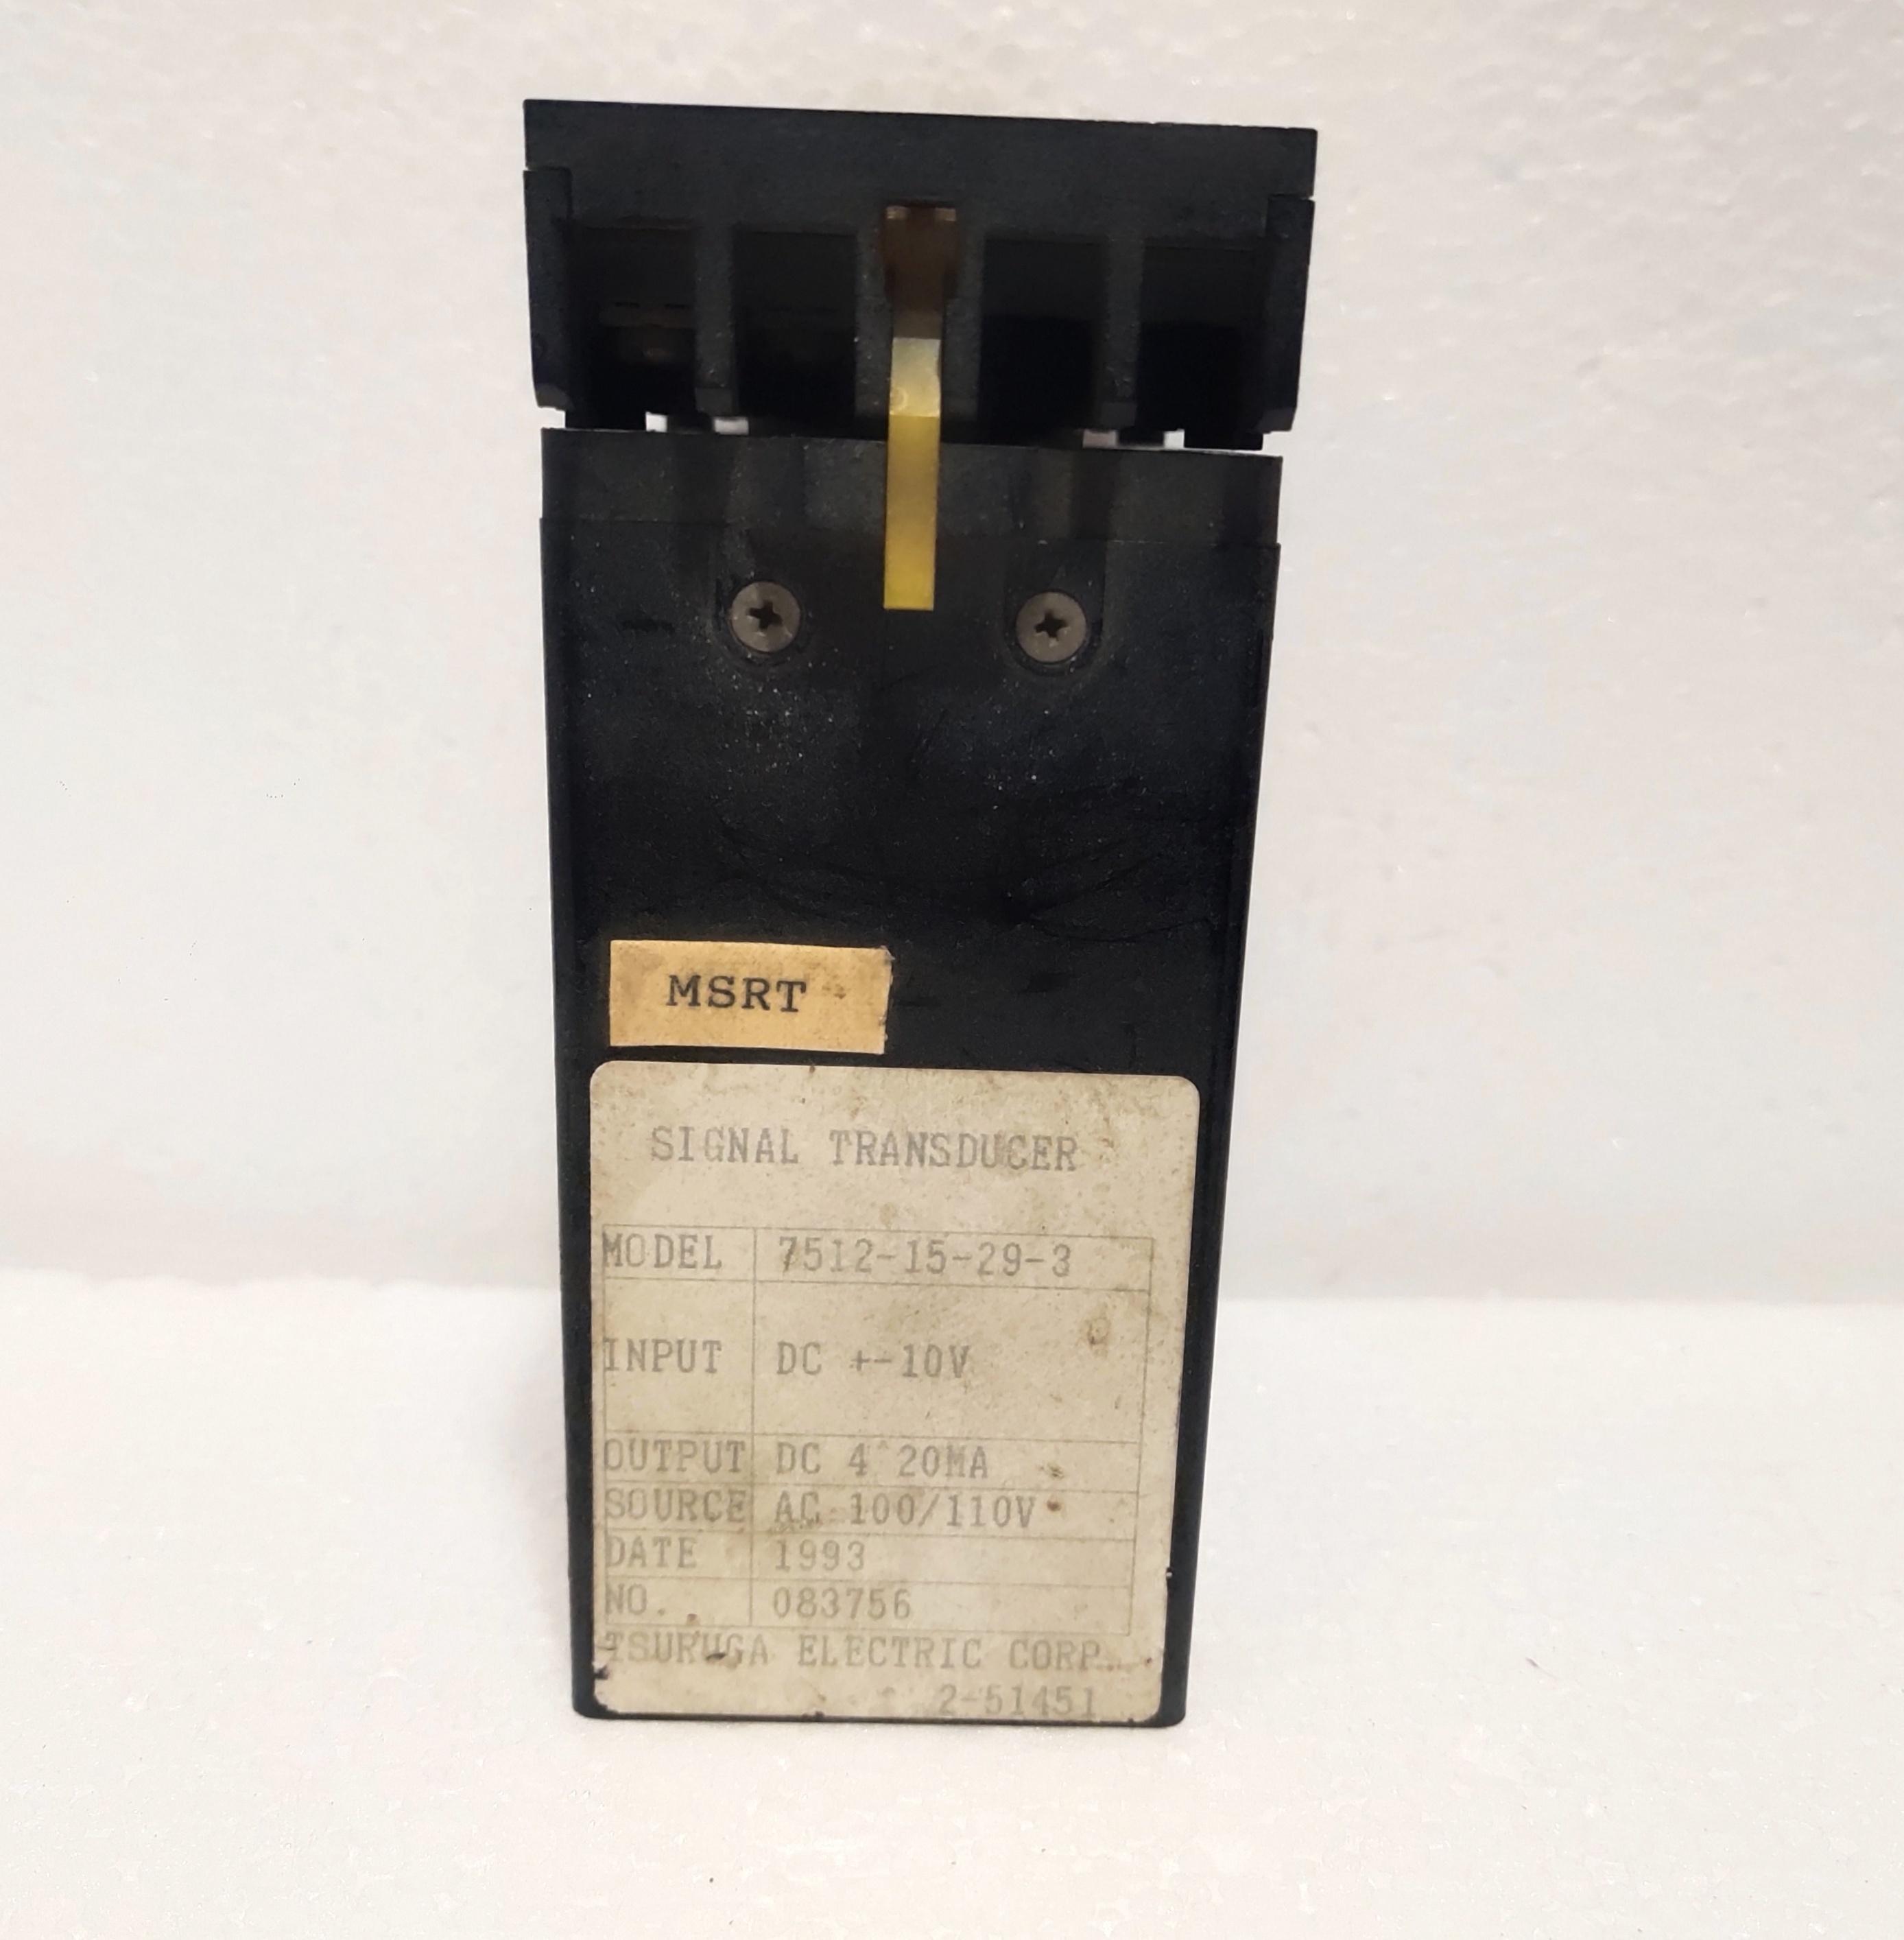 MSRT
SIGNAL TRANSDUCER
MODEL 7512-15-29-3
INPUT DC +-10V
OUTPUT DC 4^20MA
SOURCE AC 100/110V
DATE 1993
NO. 083756
TSURUGA ELECTRIC CORP.
2-51451